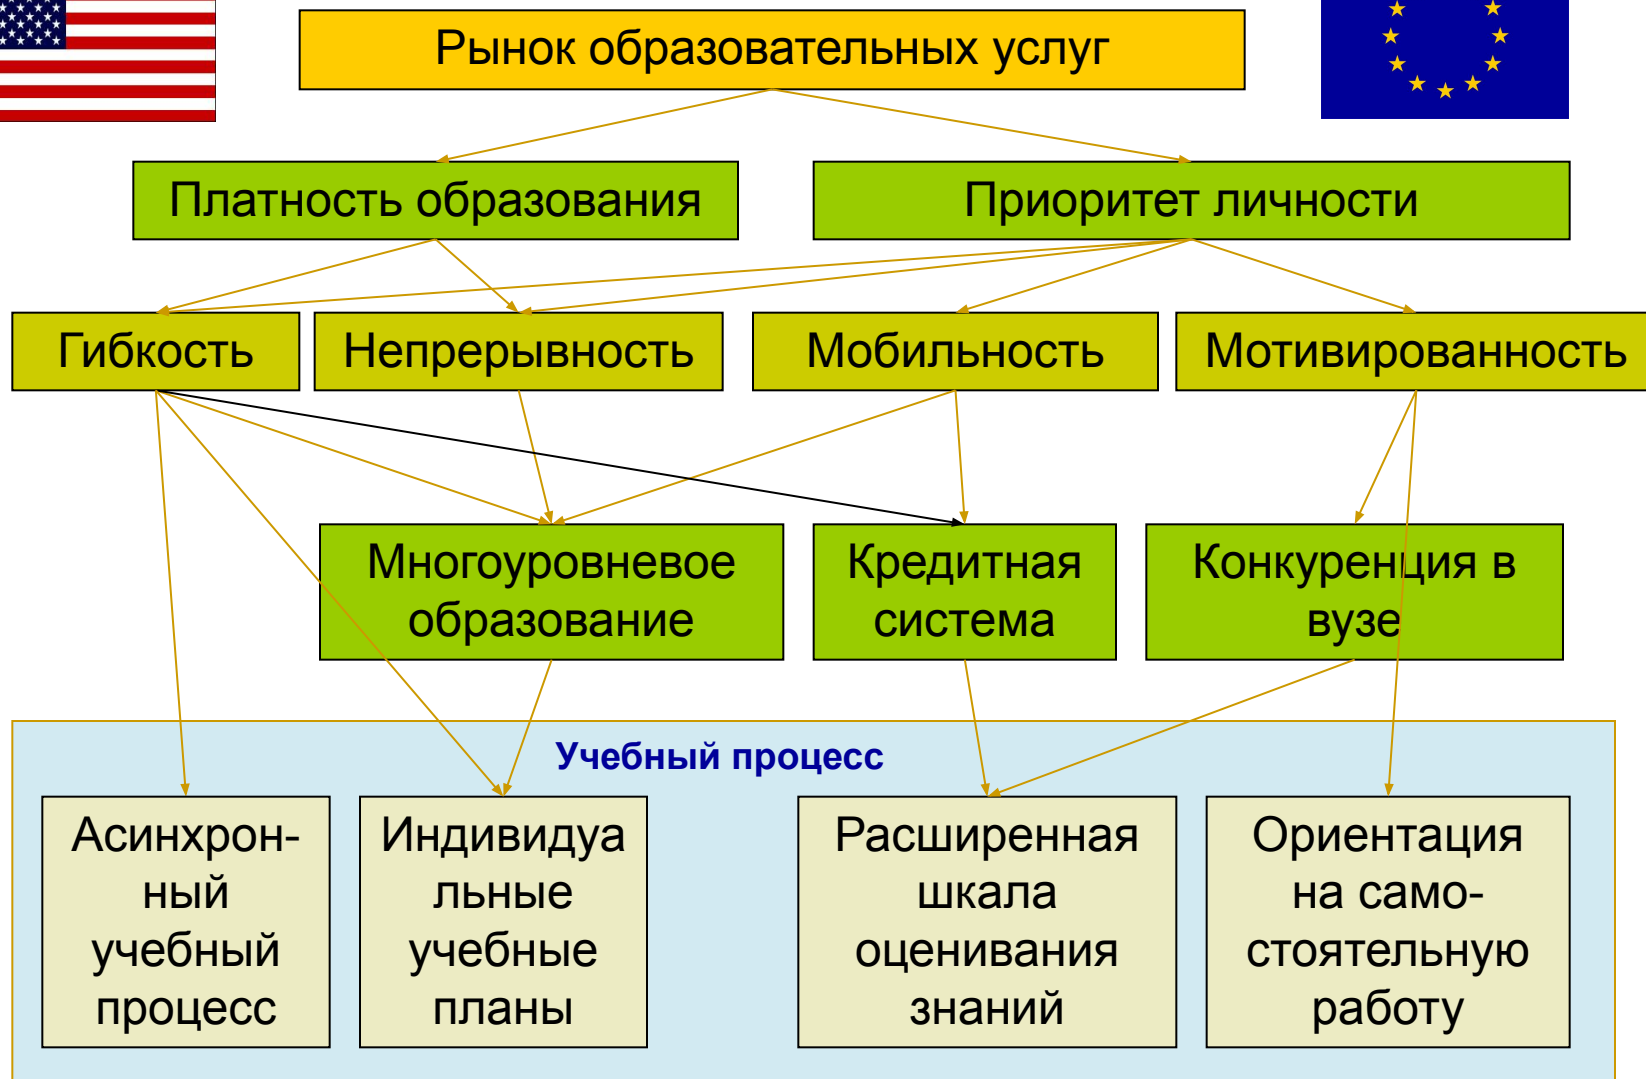 Рынок образовательных услуг
Платность образования
Приоритет личности
Гибкость
Непрерывность
Мобильность
Мотивированность
Многоуровневое
образование
Кредитная
система
Конкуренция в
вузе
Учебный процесс
Асинхрон-
ный
учебный
процесс
Индивидуа
льные
учебные
планы
Расширенная
шкала
оценивания
знаний
Ориентация
на само-
стоятельную
работу